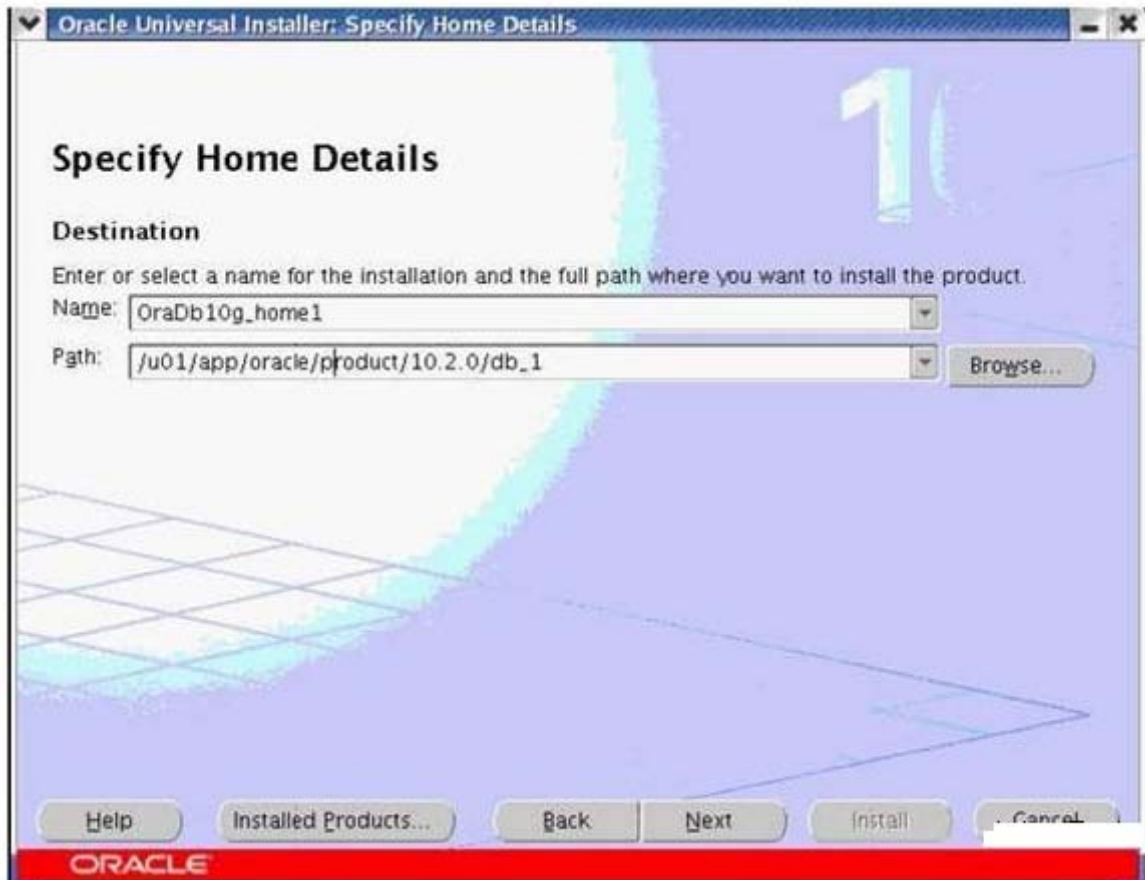 Oracle Universal Installer: Specify Home Details
10
Specify Home Details
Destination
Enter or select a name for the installation and the full path where you want to install the product.
Name: OraDb10g_home1
Path: /u01/app/oracle/product/10.2.0/db_1 Browse...
Help Installed Products... Back Next Install Cancel
ORACLE